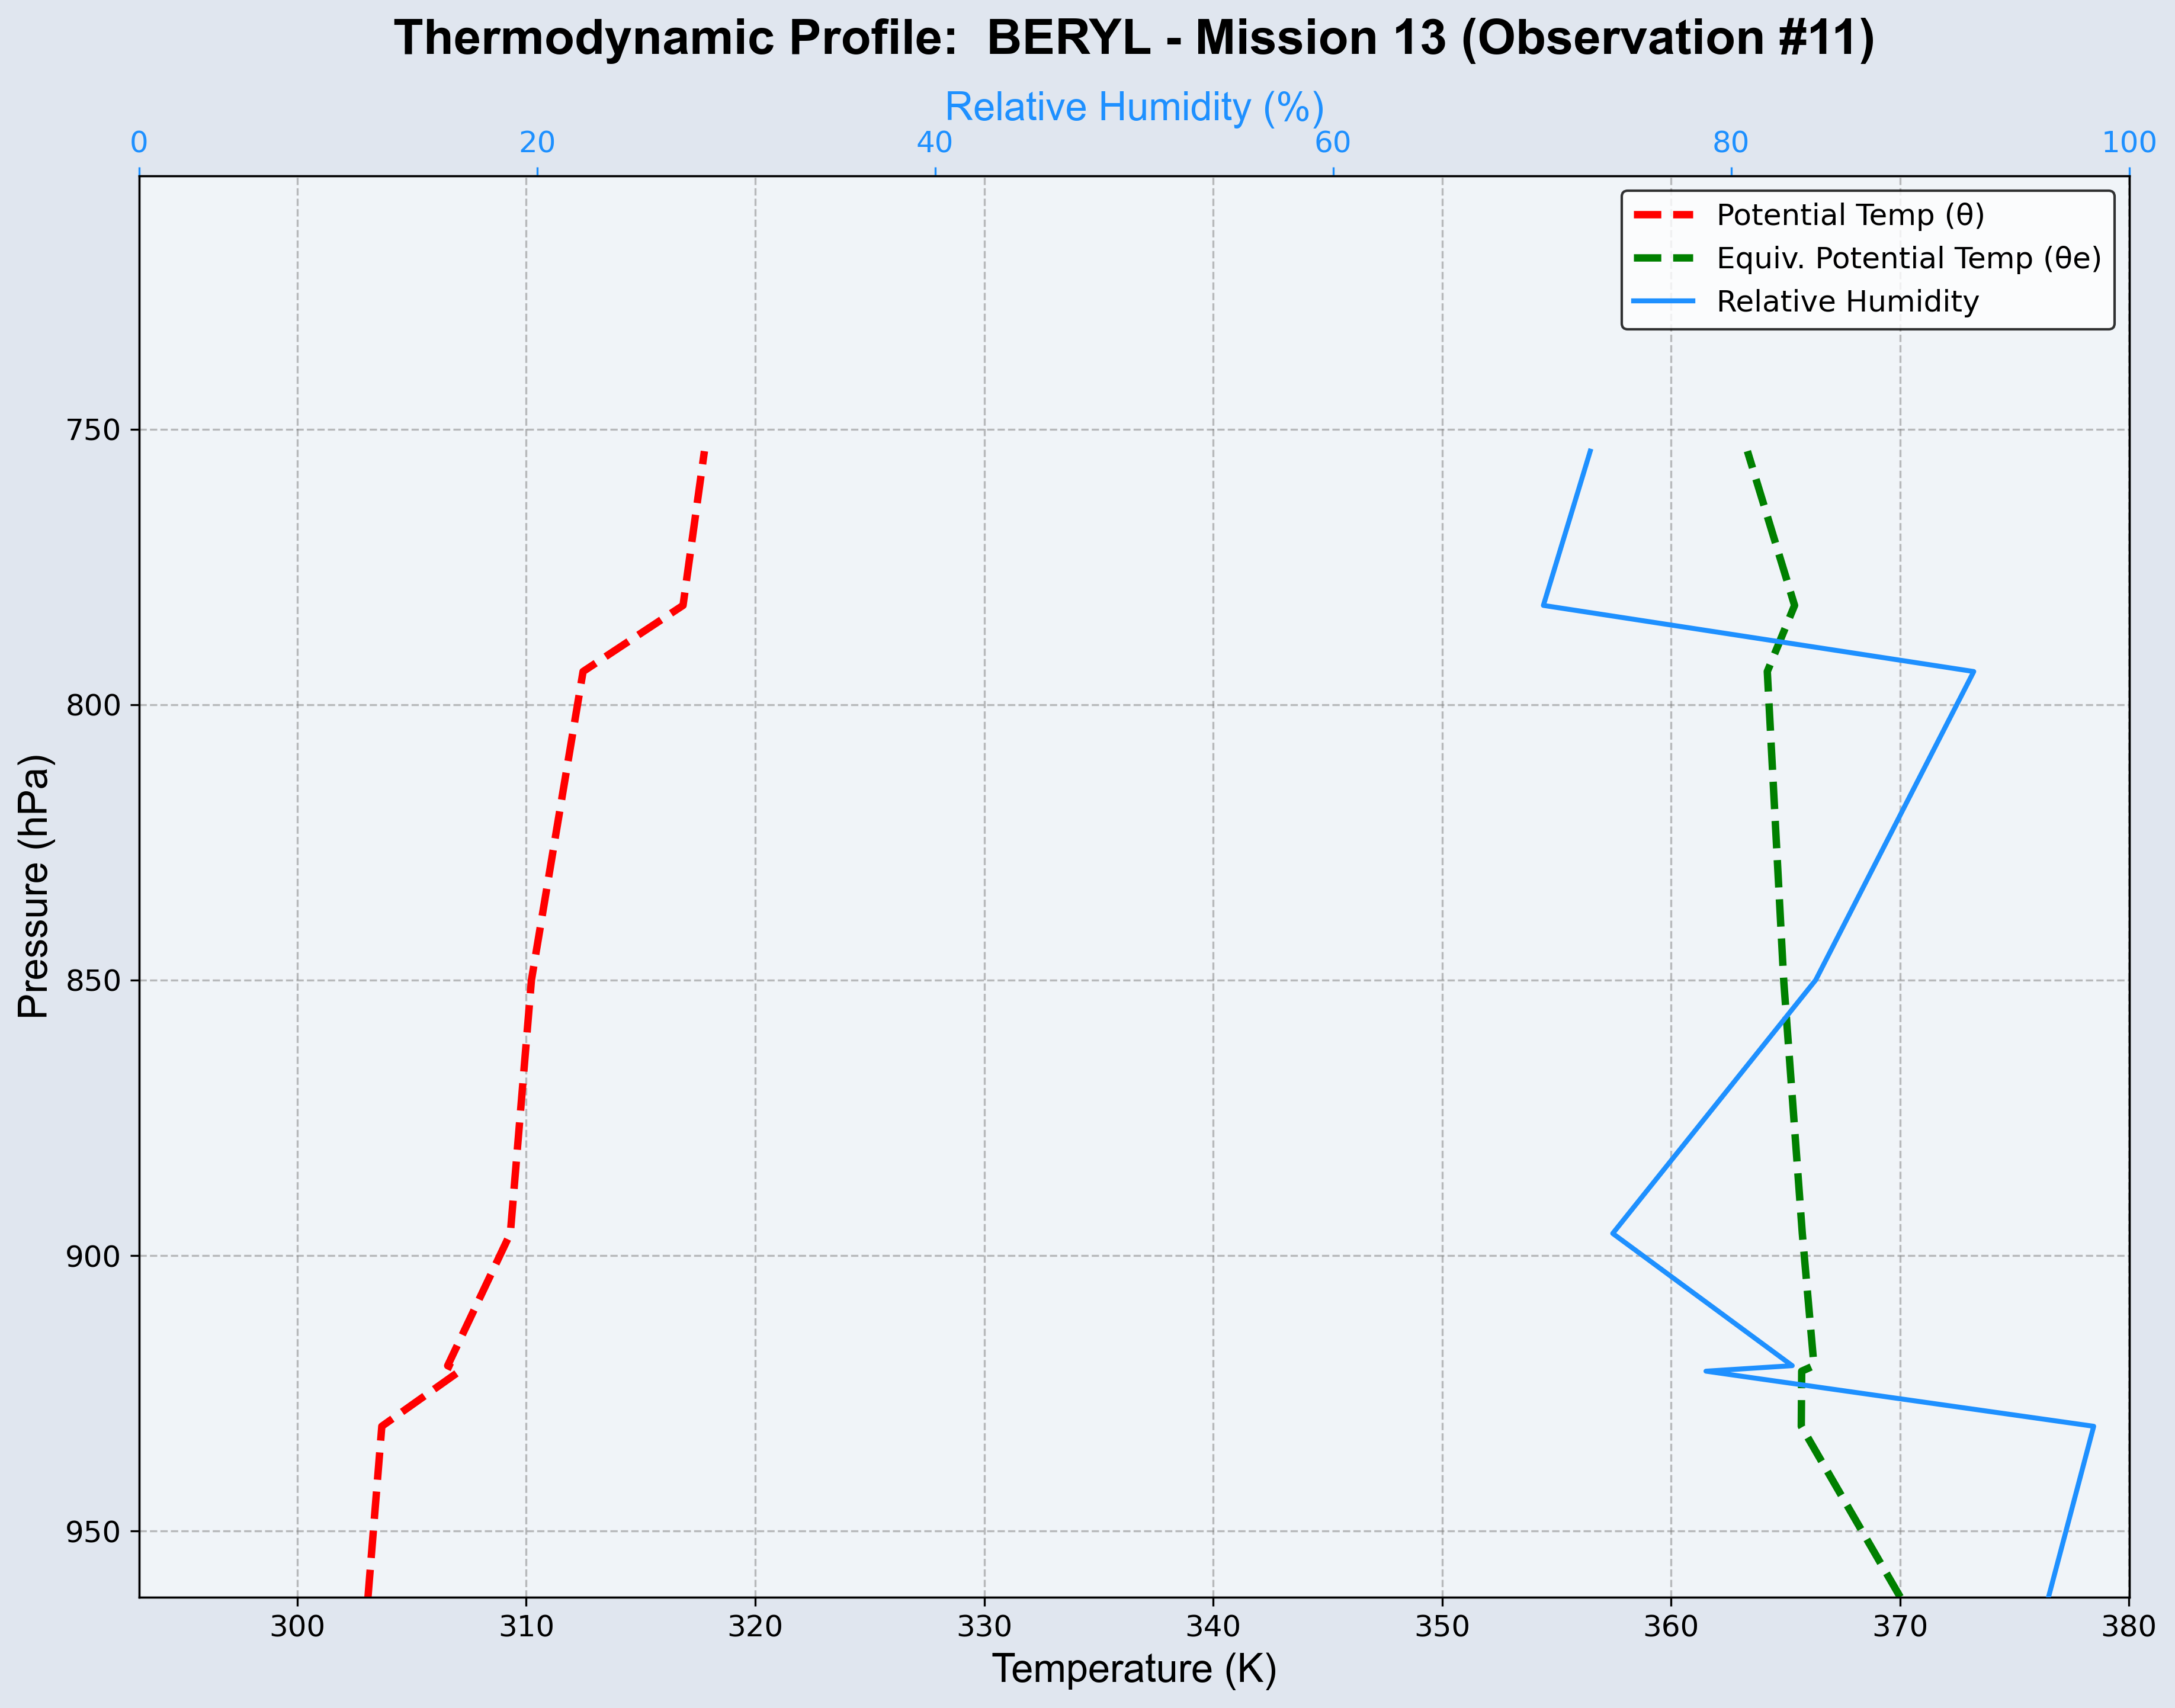 Thermodynamic Profile:  BERYL - Mission 13 (Observation #11)
Relative Humidity (%)
0 20 40 60 80 100
Potential Temp (θ)
Equiv. Potential Temp (θe)
Relative Humidity
750
800
850
900
950
Pressure (hPa)
300 310 320 330 340 350 360 370 380
Temperature (K)